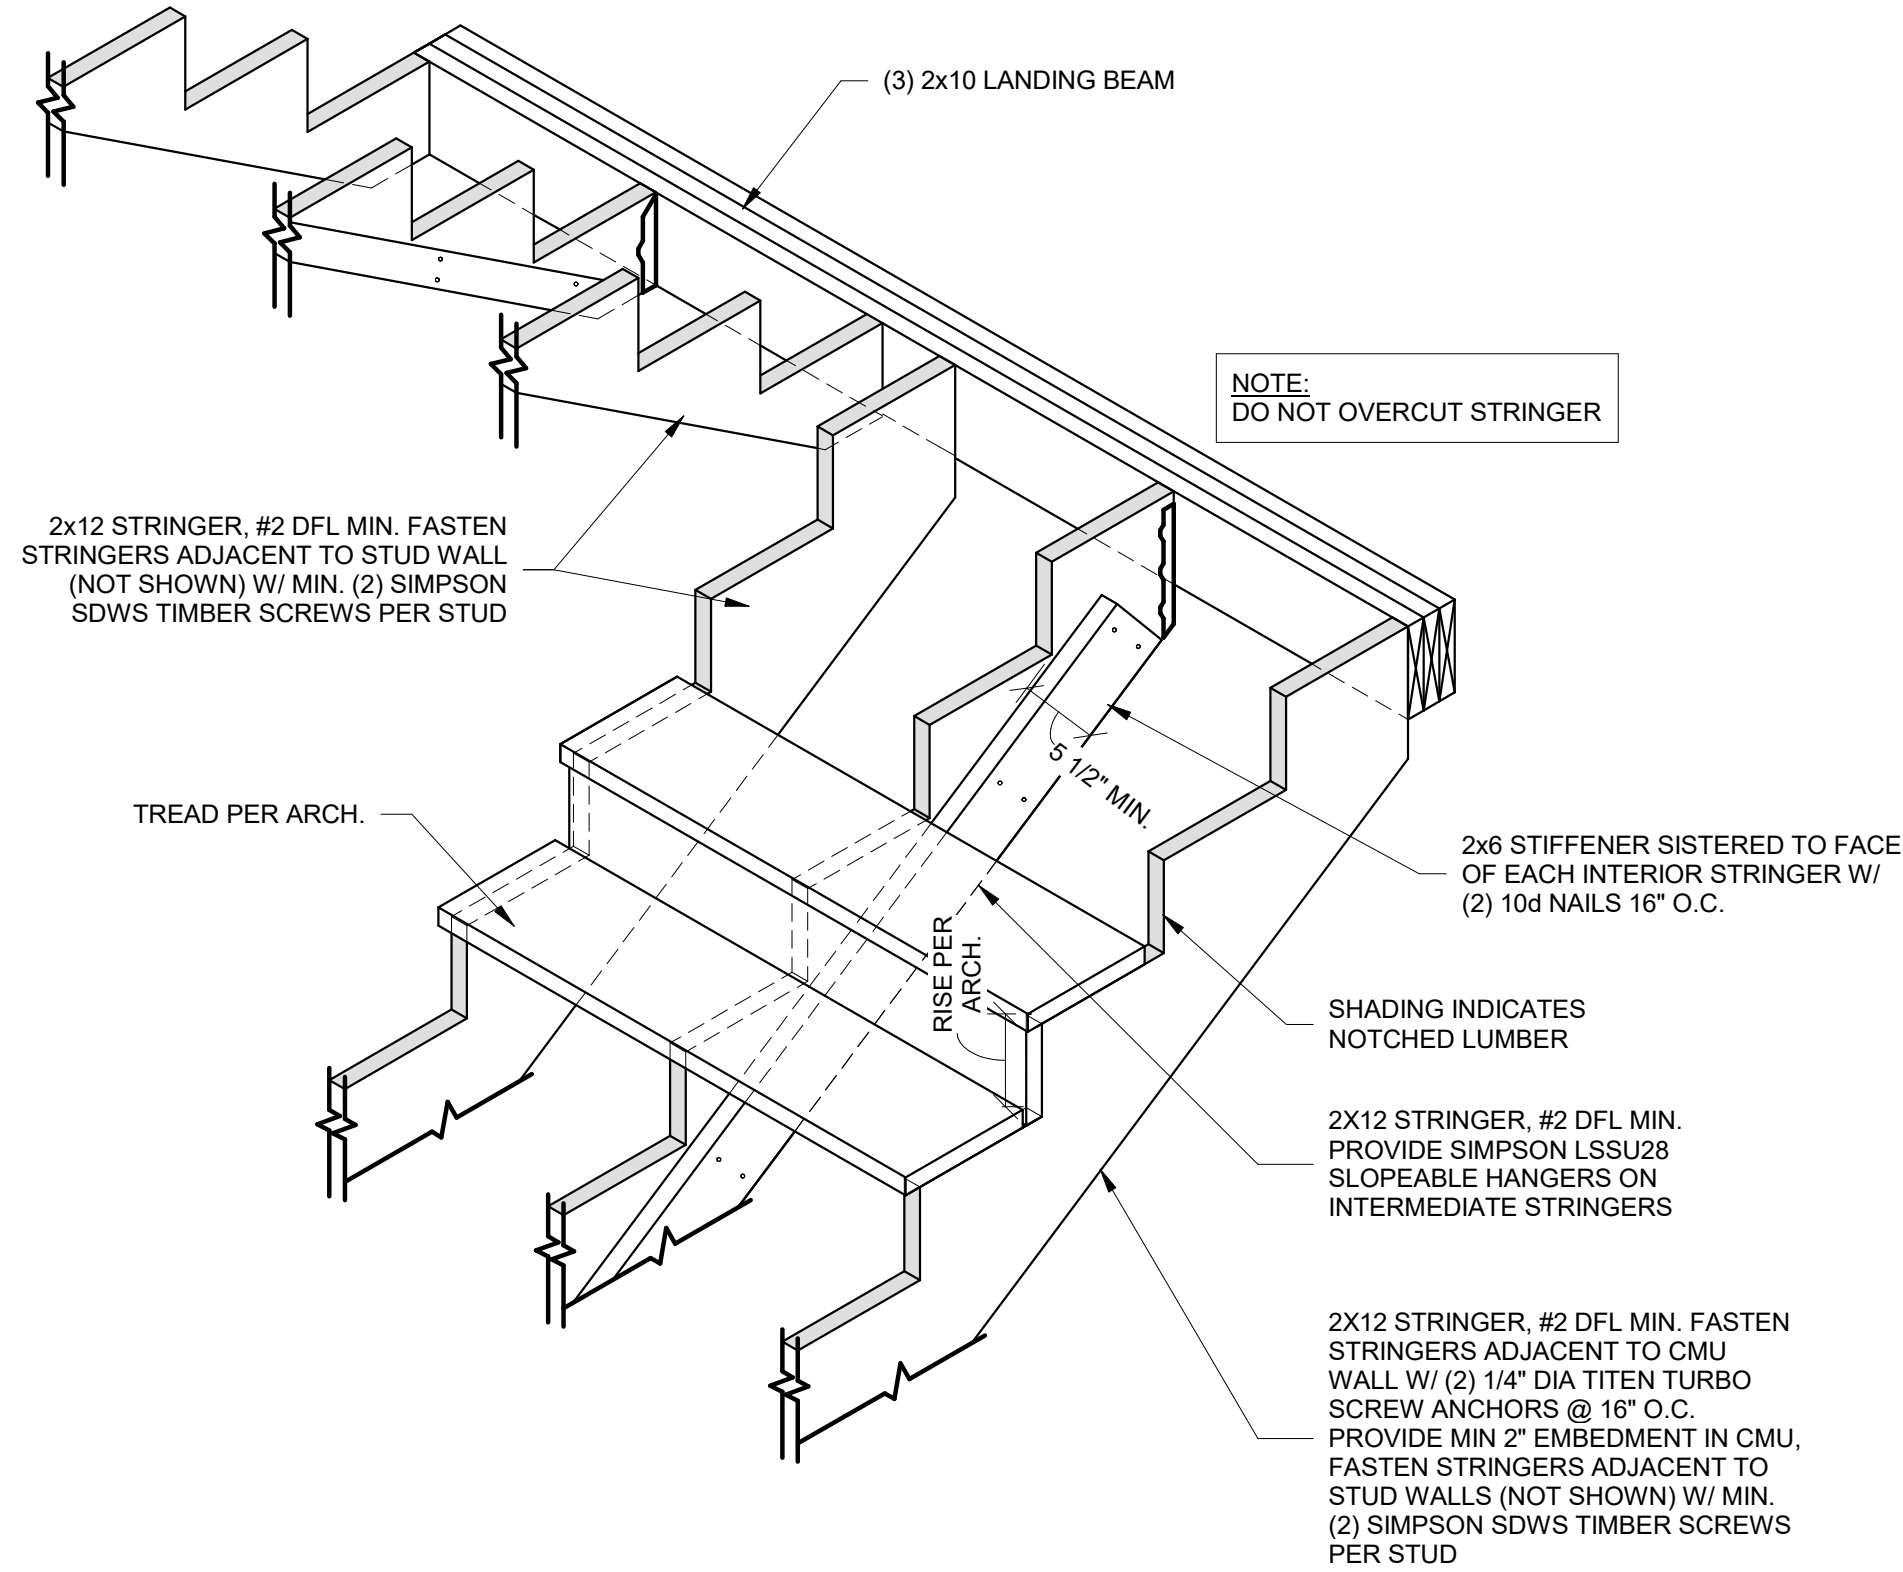 (3) 2x10 LANDING BEAM
NOTE:
DO NOT OVERCUT STRINGER
2x12 STRINGER, #2 DFL MIN. FASTEN
STRINGERS ADJACENT TO STUD WALL
(NOT SHOWN) W/ MIN. (2) SIMPSON
SDWS TIMBER SCREWS PER STUD
5 1/2" MIN.
TREAD PER ARCH.
2x6 STIFFENER SISTERED TO FACE
OF EACH INTERIOR STRINGER W/
(2) 10d NAILS 16" O.C.
RISE PER
ARCH.
SHADING INDICATES
NOTCHED LUMBER
2X12 STRINGER, #2 DFL MIN.
PROVIDE SIMPSON LSSU28
SLOPEABLE HANGERS ON
INTERMEDIATE STRINGERS
2X12 STRINGER, #2 DFL MIN. FASTEN
STRINGERS ADJACENT TO CMU
WALL W/ (2) 1/4" DIA TITEN TURBO
SCREW ANCHORS @ 16" O.C.
PROVIDE MIN 2" EMBEDMENT IN CMU,
FASTEN STRINGERS ADJACENT TO
STUD WALLS (NOT SHOWN) W/ MIN.
(2) SIMPSON SDWS TIMBER SCREWS
PER STUD